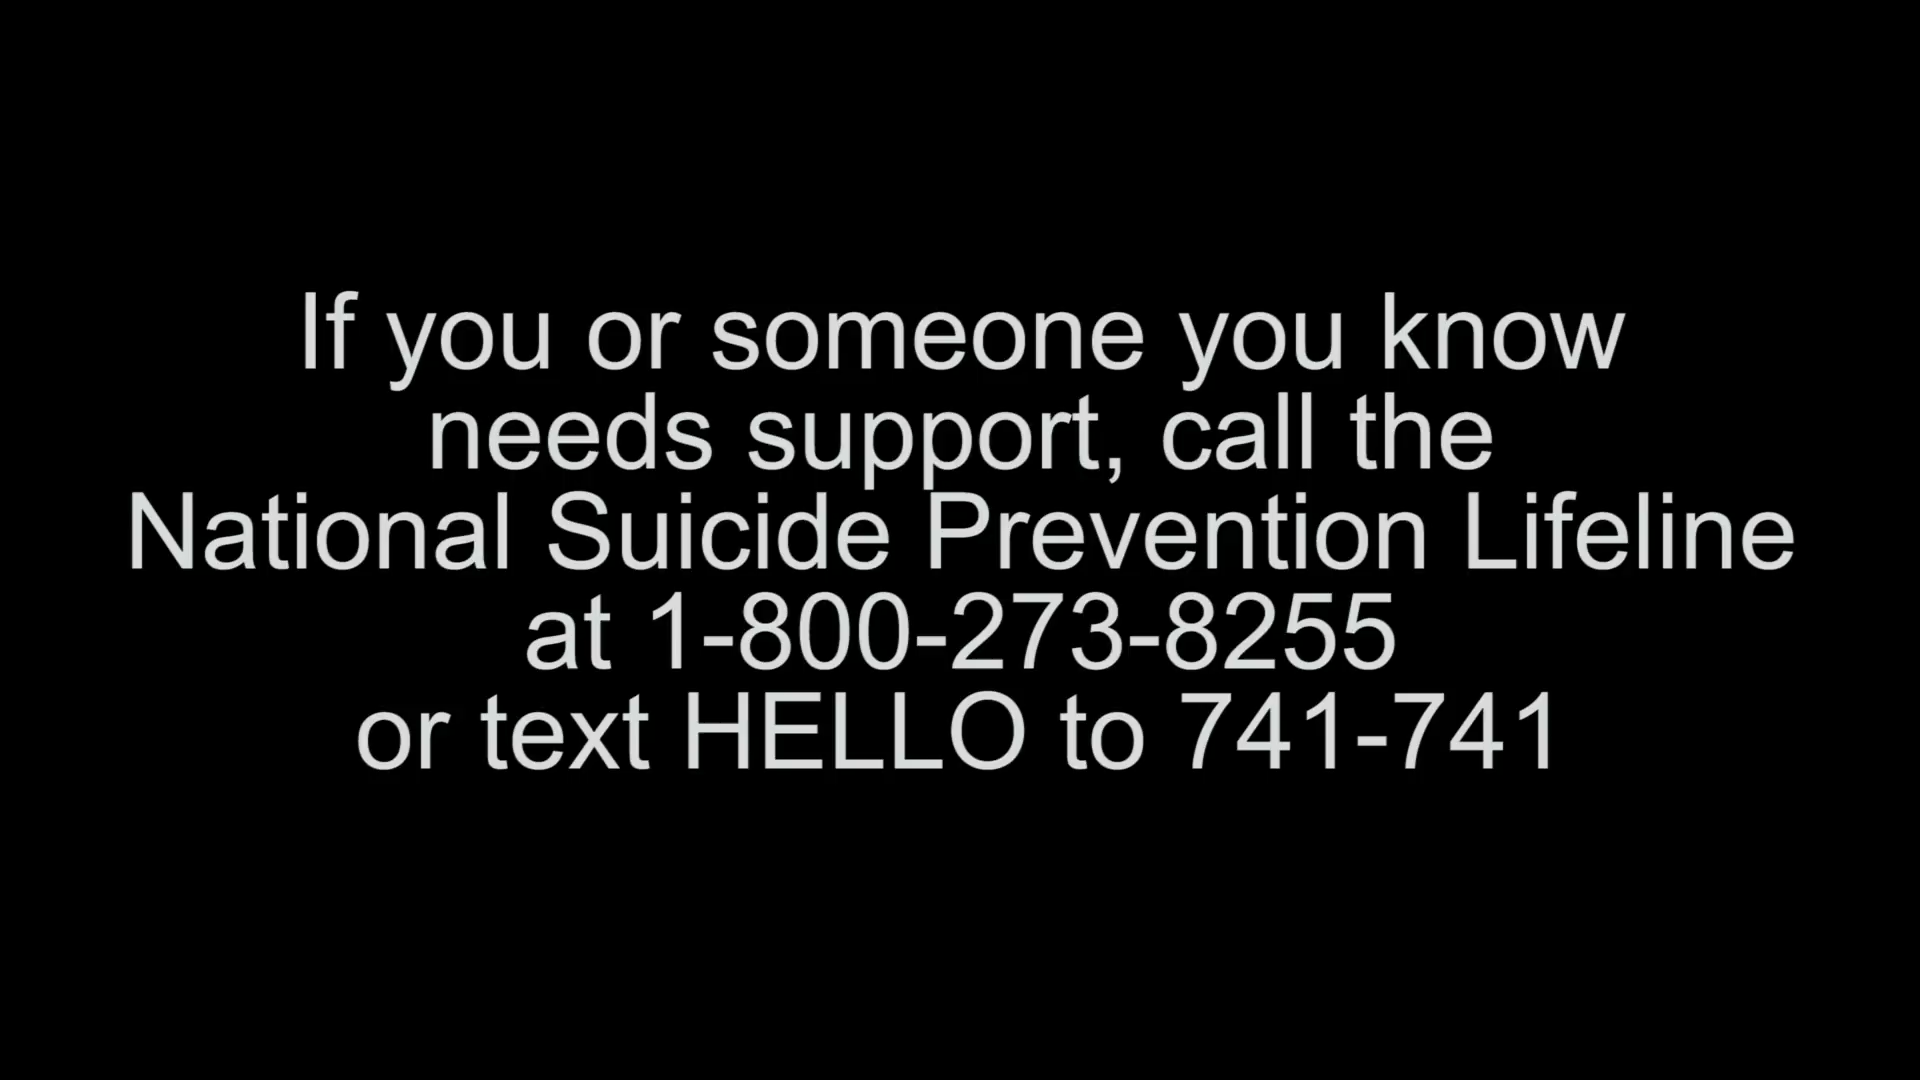 If you or someone you know
needs support, call the
National Suicide Prevention Lifeline
at 1-800-273-8255
or text HELLO to 741-741